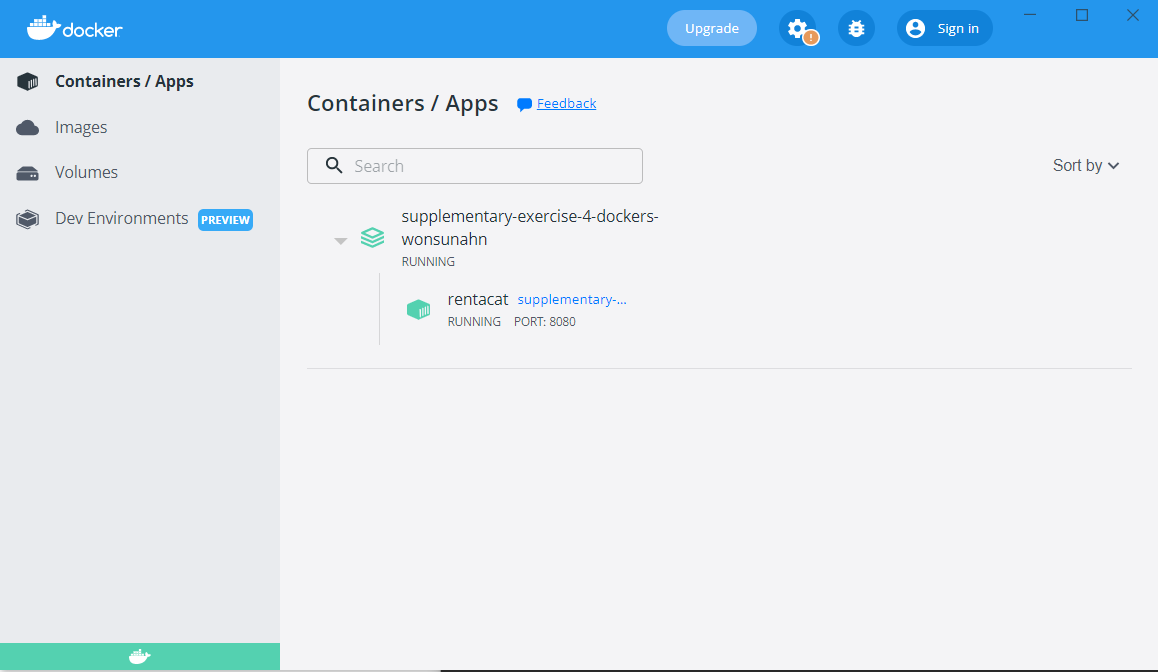 docker
Upgrade
!
Sign in
Containers / Apps
Images
Volumes
Dev Environments PREVIEW
Containers / Apps Feedback
Search
Sort by
supplementary-exercise-4-dockers-
wonsunahn
RUNNING
rentacat supplementary-...
RUNNING PORT: 8080